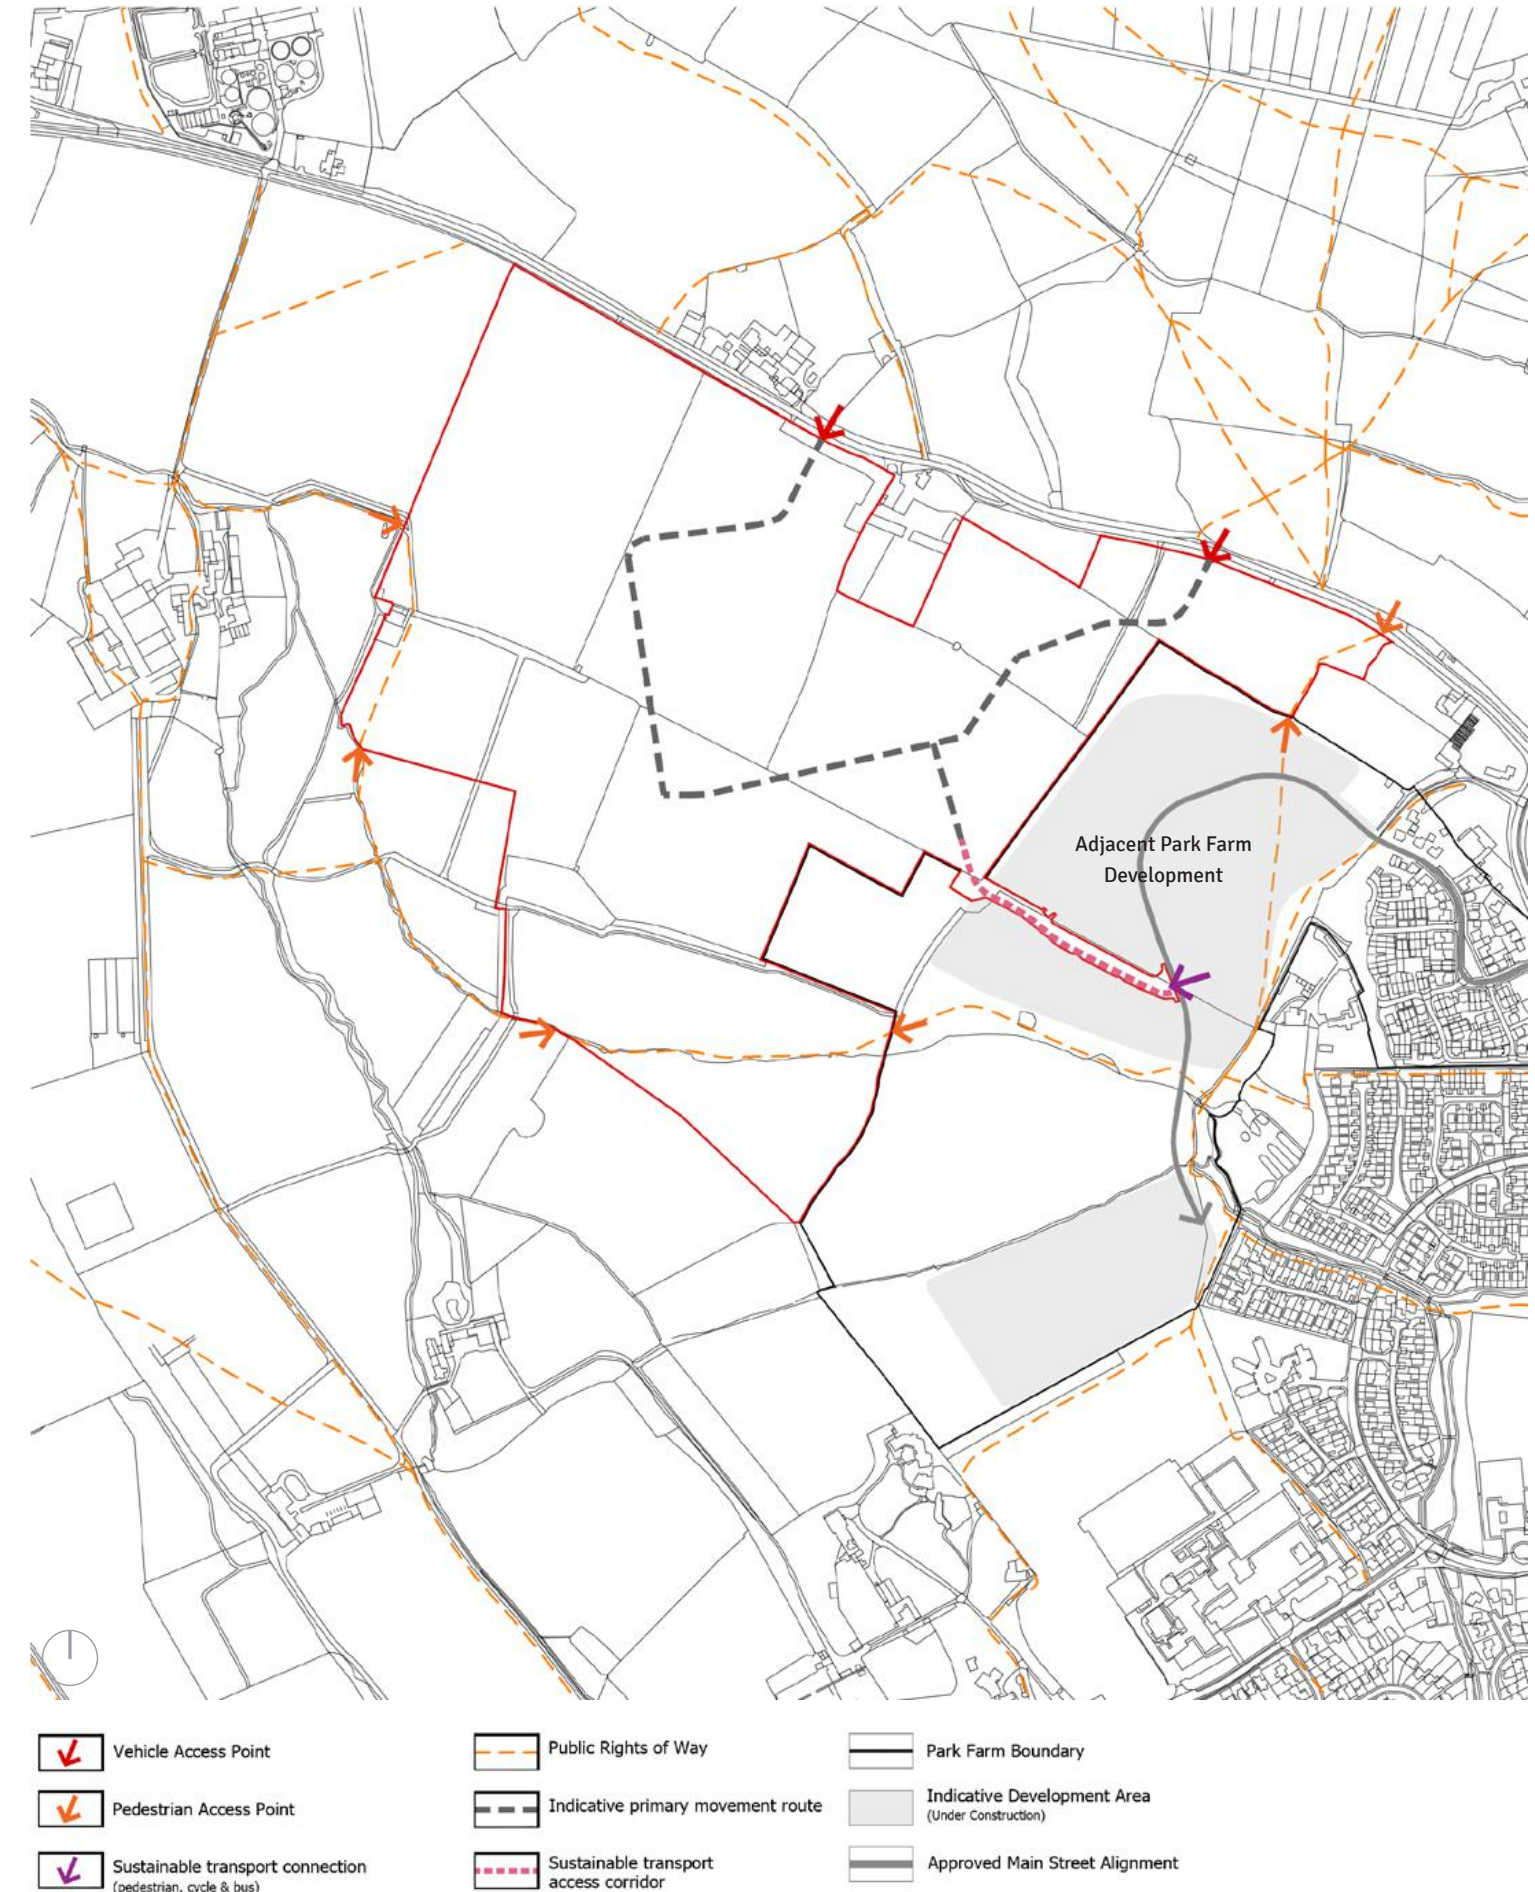 Adjacent Park Farm
Development
Vehicle Access Point
Pedestrian Access Point
Sustainable transport connection
(pedestrian, cycle & bus)
Public Rights of Way
Indicative primary movement route
Sustainable transport
access corridor
Park Farm Boundary
Indicative Development Area
(Under Construction)
Approved Main Street Alignment